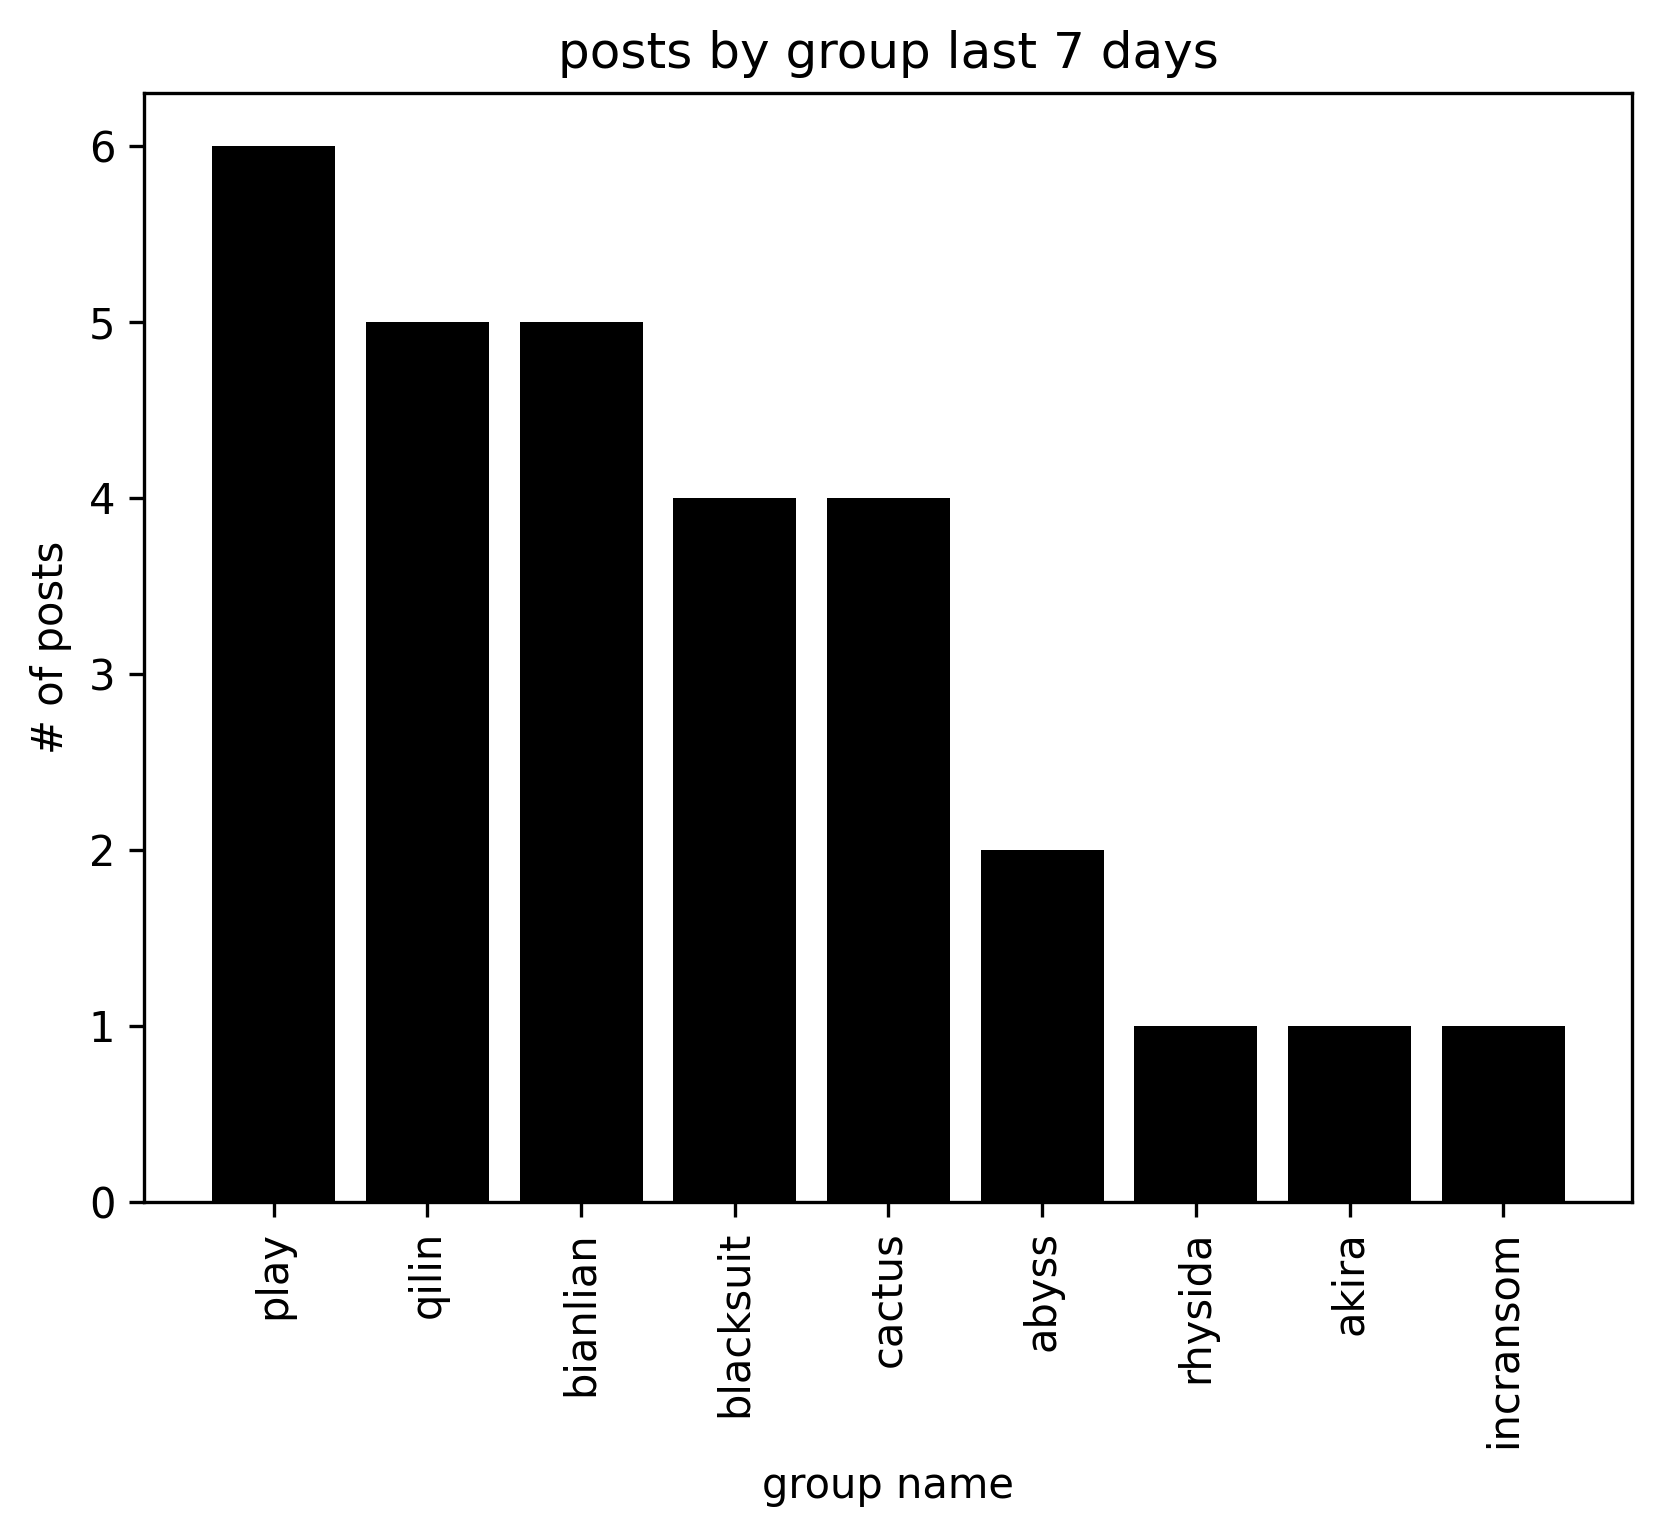 posts by group last 7 days
6
5
4
3
2
1
0
# of posts
play
qilin
bianlian
blacksuit
cactus
abyss
rhysida
akira
incransom
group name